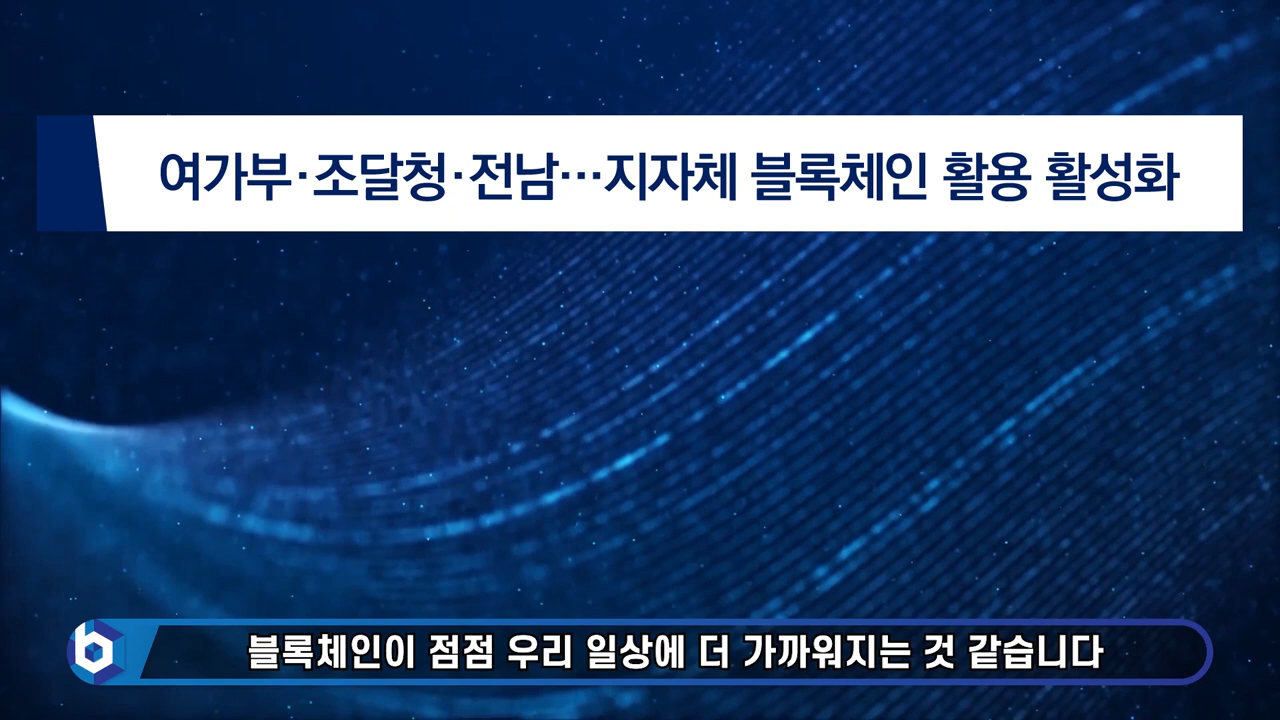 여가부·조달청·전남…지자체 블록체인 활용 활성화
b
블록체인이 점점 우리 일상에 더 가까워지는 것 같습니다